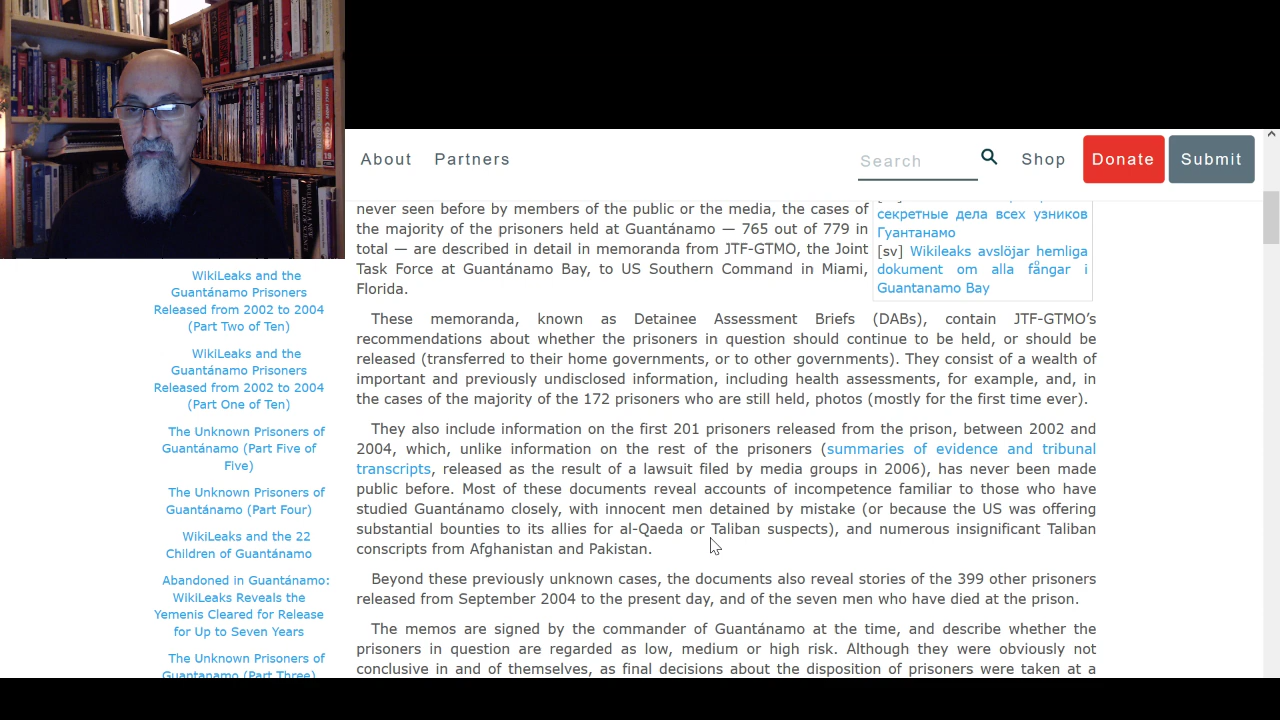 About Partners Search Shop Donate Submit
never seen before by members of the public or the media, the cases of
the majority of the prisoners held at Guantánamo — 765 out of 779 in
total — are described in detail in memoranda from JTF-GTMO, the Joint
Task Force at Guantánamo Bay, to US Southern Command in Miami,
Florida.
секретные дела всех узников
Гуантанамо
[sv] Wikileaks avslöjar hemliga
dokument om alla fångar i
Guantanamo Bay
WikiLeaks and the
Guantánamo Prisoners
Released from 2002 to 2004
(Part Two of Ten)
WikiLeaks and the
Guantánamo Prisoners
Released from 2002 to 2004
(Part One of Ten)
The Unknown Prisoners of
Guantánamo (Part Five of
Five)
The Unknown Prisoners of
Guantánamo (Part Four)
WikiLeaks and the 22
Children of Guantánamo
Abandoned in Guantánamo:
WikiLeaks Reveals the
Yemenis Cleared for Release
for Up to Seven Years
The Unknown Prisoners of
Guantanamo (Part Three)
These memoranda, known as Detainee Assessment Briefs (DABs), contain JTF-GTMO’s
recommendations about whether the prisoners in question should continue to be held, or should be
released (transferred to their home governments, or to other governments). They consist of a wealth of
important and previously undisclosed information, including health assessments, for example, and, in
the cases of the majority of the 172 prisoners who are still held, photos (mostly for the first time ever).
They also include information on the first 201 prisoners released from the prison, between 2002 and
2004, which, unlike information on the rest of the prisoners (summaries of evidence and tribunal
transcripts, released as the result of a lawsuit filed by media groups in 2006), has never been made
public before. Most of these documents reveal accounts of incompetence familiar to those who have
studied Guantánamo closely, with innocent men detained by mistake (or because the US was offering
substantial bounties to its allies for al-Qaeda or Taliban suspects), and numerous insignificant Taliban
conscripts from Afghanistan and Pakistan.
Beyond these previously unknown cases, the documents also reveal stories of the 399 other prisoners
released from September 2004 to the present day, and of the seven men who have died at the prison.
The memos are signed by the commander of Guantánamo at the time, and describe whether the
prisoners in question are regarded as low, medium or high risk. Although they were obviously not
conclusive in and of themselves, as final decisions about the disposition of prisoners were taken at a